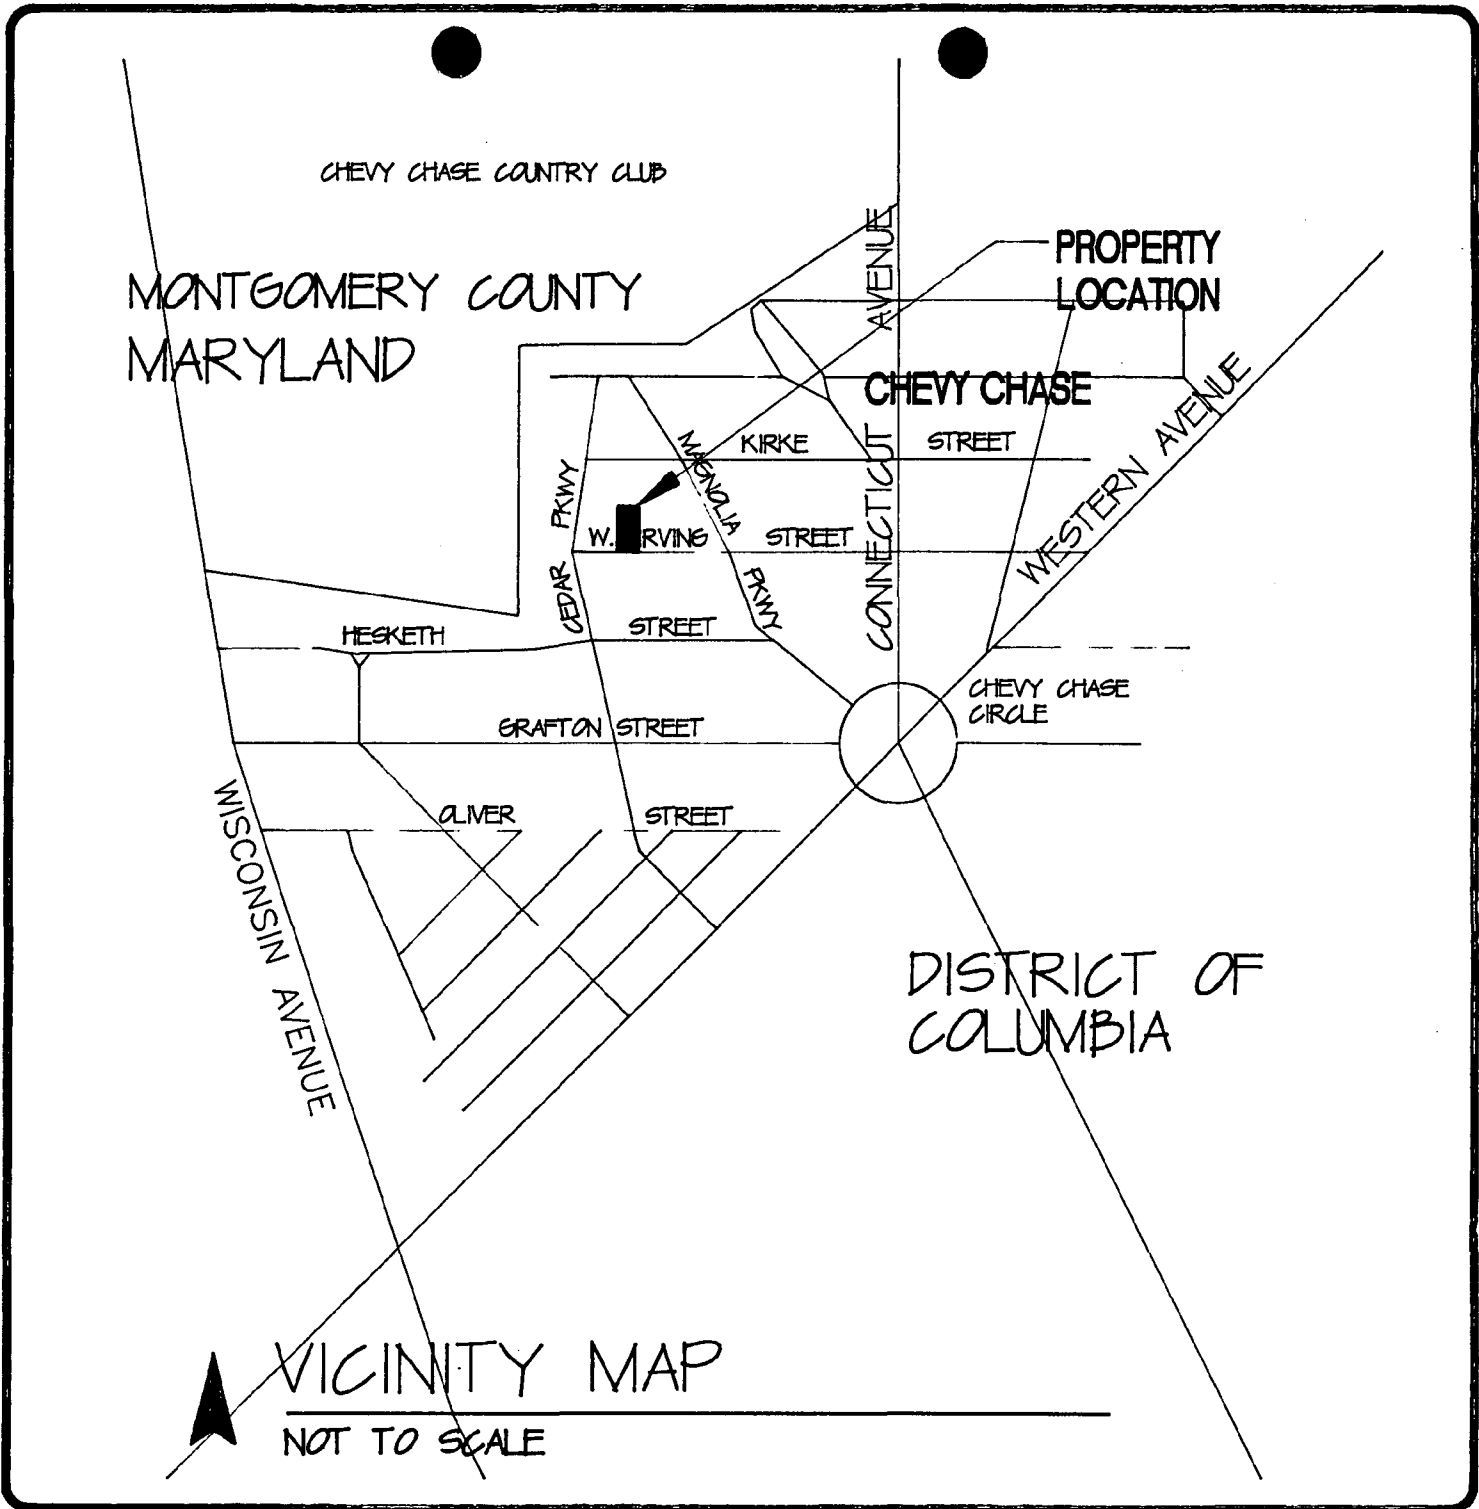 CHEVY CHASE COUNTRY CLUB
MONTGOMERY COUNTY
MARYLAND
PROPERTY
LOCATION
CHEVY CHASE
CONNECTICUT AVENUE
WESTERN AVENUE
KIRKE STREET
MAGNOLIA PKWY
CEDAR PKWY
W. RVING STREET
HESKETH STREET
CHEVY CHASE
CIRCLE
GRAFTON STREET
OLIVER STREET
WISCONSIN AVENUE
DISTRICT OF
COLUMBIA
VICINITY MAP
NOT TO SCALE